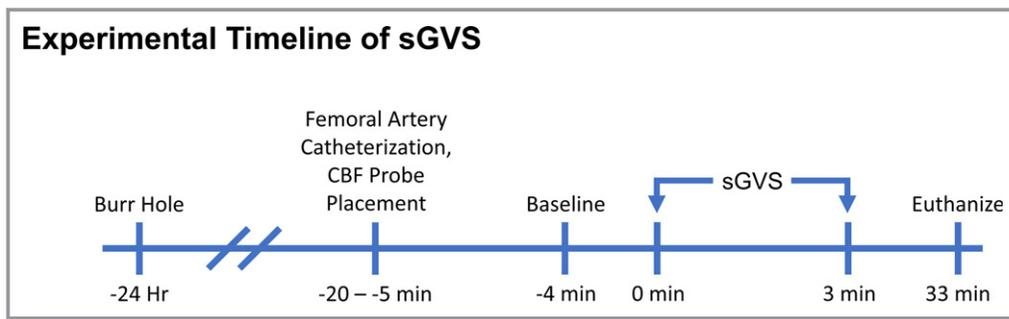 Experimental Timeline of sGVS
Femoral Artery
Catheterization,
CBF Probe
Placement
Burr Hole
Baseline
sGVS
Euthanize
-24 Hr
-20 – -5 min
-4 min
0 min
3 min
33 min